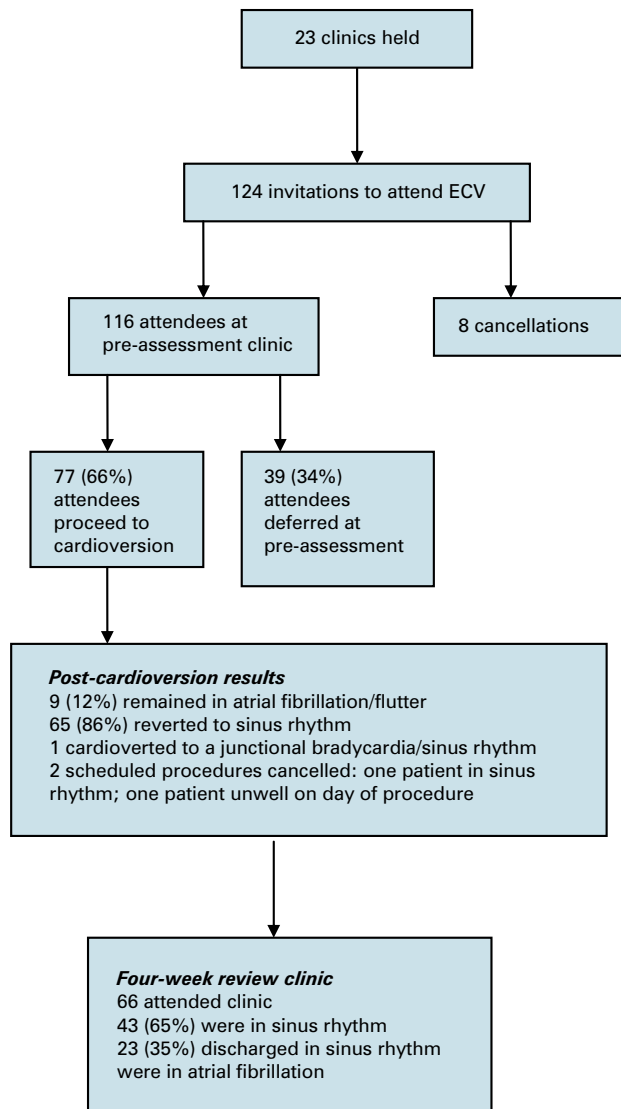 23 clinics held
124 invitations to attend ECV
116 attendees at
pre-assessment clinic
8 cancellations
77 (66%)
attendees
proceed to
cardioversion
39 (34%)
attendees
deferred at
pre-assessment
Post-cardioversion results
9 (12%) remained in atrial fibrillation/flutter
65 (86%) reverted to sinus rhythm
1 cardioverted to a junctional bradycardia/sinus rhythm
2 scheduled procedures cancelled: one patient in sinus
rhythm; one patient unwell on day of procedure
Four-week review clinic
66 attended clinic
43 (65%) were in sinus rhythm
23 (35%) discharged in sinus rhythm
were in atrial fibrillation